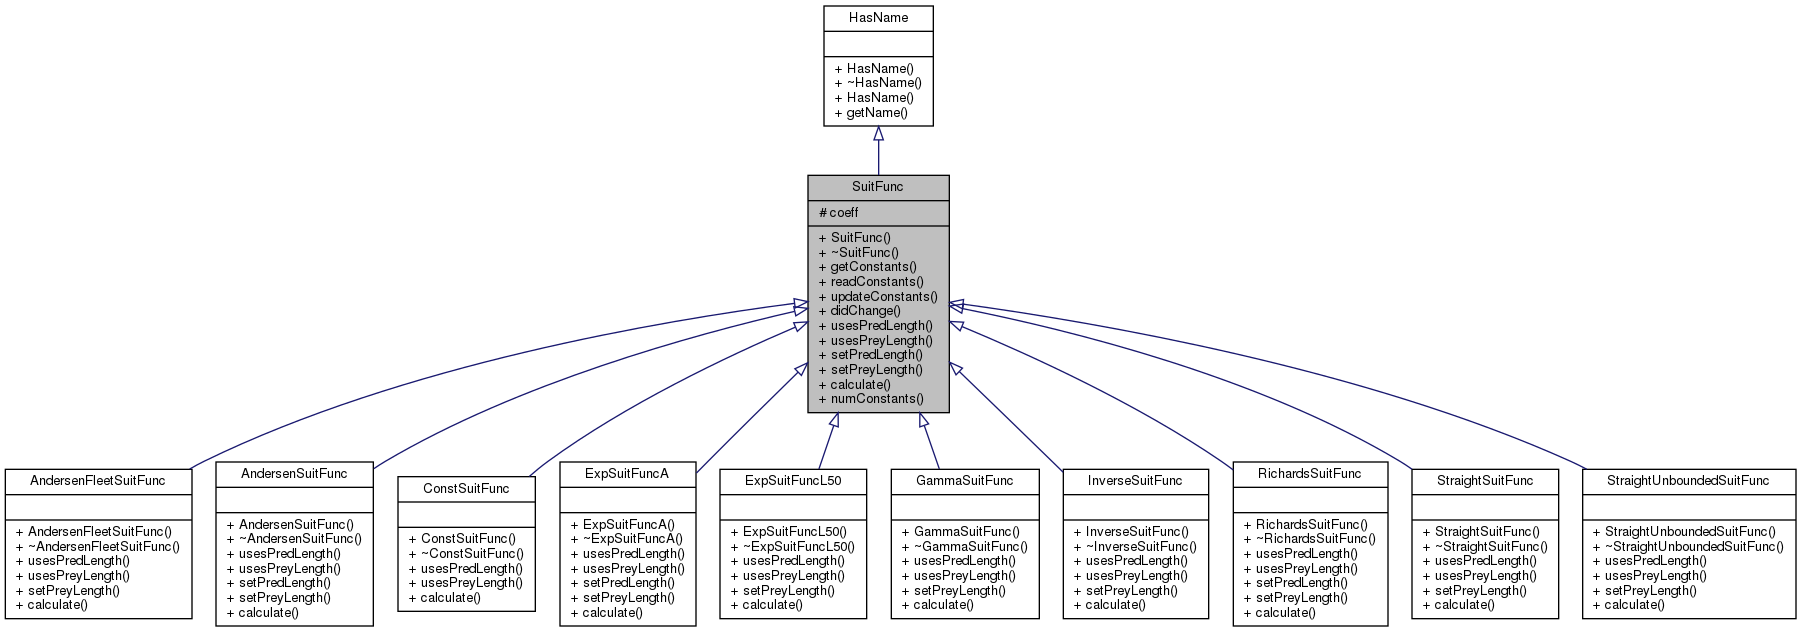 HasName
+ HasName()
+ ~HasName()
+ HasName()
+ getName()
SuitFunc
# coeff
+ SuitFunc()
+ ~SuitFunc()
+ getConstants()
+ readConstants()
+ updateConstants()
+ didChange()
+ usesPredLength()
+ usesPreyLength()
+ setPredLength()
+ setPreyLength()
+ calculate()
+ numConstants()
AndersenFleetSuitFunc
+ AndersenFleetSuitFunc()
+ ~AndersenFleetSuitFunc()
+ usesPredLength()
+ usesPreyLength()
+ setPreyLength()
+ calculate()
AndersenSuitFunc
+ AndersenSuitFunc()
+ ~AndersenSuitFunc()
+ usesPredLength()
+ usesPreyLength()
+ setPredLength()
+ setPreyLength()
+ calculate()
ConstSuitFunc
+ ConstSuitFunc()
+ ~ConstSuitFunc()
+ usesPredLength()
+ usesPreyLength()
+ calculate()
ExpSuitFuncA
+ ExpSuitFuncA()
+ ~ExpSuitFuncA()
+ usesPredLength()
+ usesPreyLength()
+ setPredLength()
+ setPreyLength()
+ calculate()
ExpSuitFuncL50
+ ExpSuitFuncL50()
+ ~ExpSuitFuncL50()
+ usesPredLength()
+ usesPreyLength()
+ setPreyLength()
+ calculate()
GammaSuitFunc
+ GammaSuitFunc()
+ ~GammaSuitFunc()
+ usesPredLength()
+ usesPreyLength()
+ setPreyLength()
+ calculate()
InverseSuitFunc
+ InverseSuitFunc()
+ ~InverseSuitFunc()
+ usesPredLength()
+ usesPreyLength()
+ setPreyLength()
+ calculate()
RichardsSuitFunc
+ RichardsSuitFunc()
+ ~RichardsSuitFunc()
+ usesPredLength()
+ usesPreyLength()
+ setPredLength()
+ setPreyLength()
+ calculate()
StraightSuitFunc
+ StraightSuitFunc()
+ ~StraightSuitFunc()
+ usesPredLength()
+ usesPreyLength()
+ setPreyLength()
+ calculate()
StraightUnboundedSuitFunc
+ StraightUnboundedSuitFunc()
+ ~StraightUnboundedSuitFunc()
+ usesPredLength()
+ usesPreyLength()
+ setPreyLength()
+ calculate()